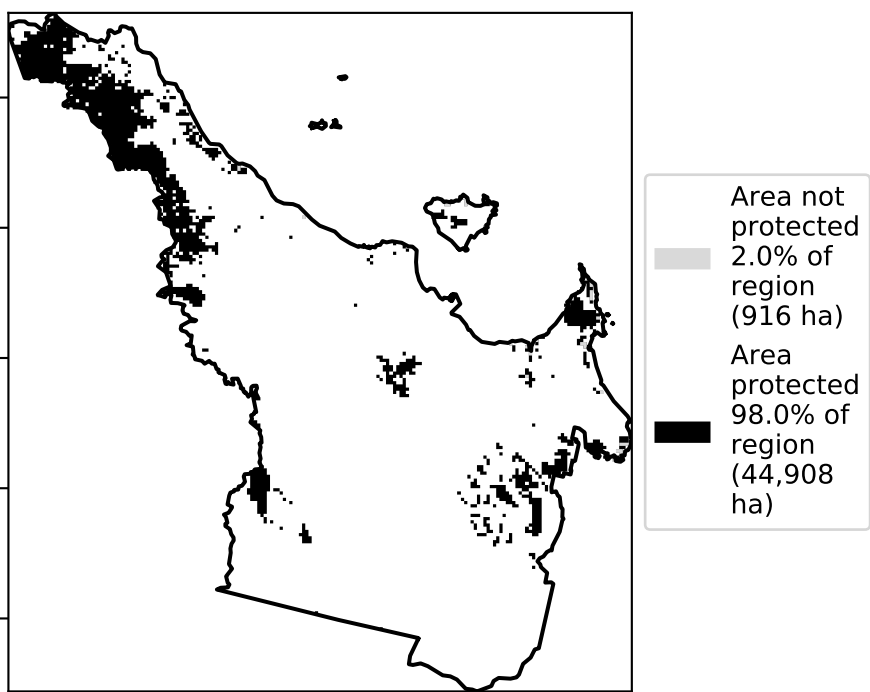 Area not
protected
2.0% of
region
(916 ha)
Area
protected
98.0% of
region
(44,908
ha)